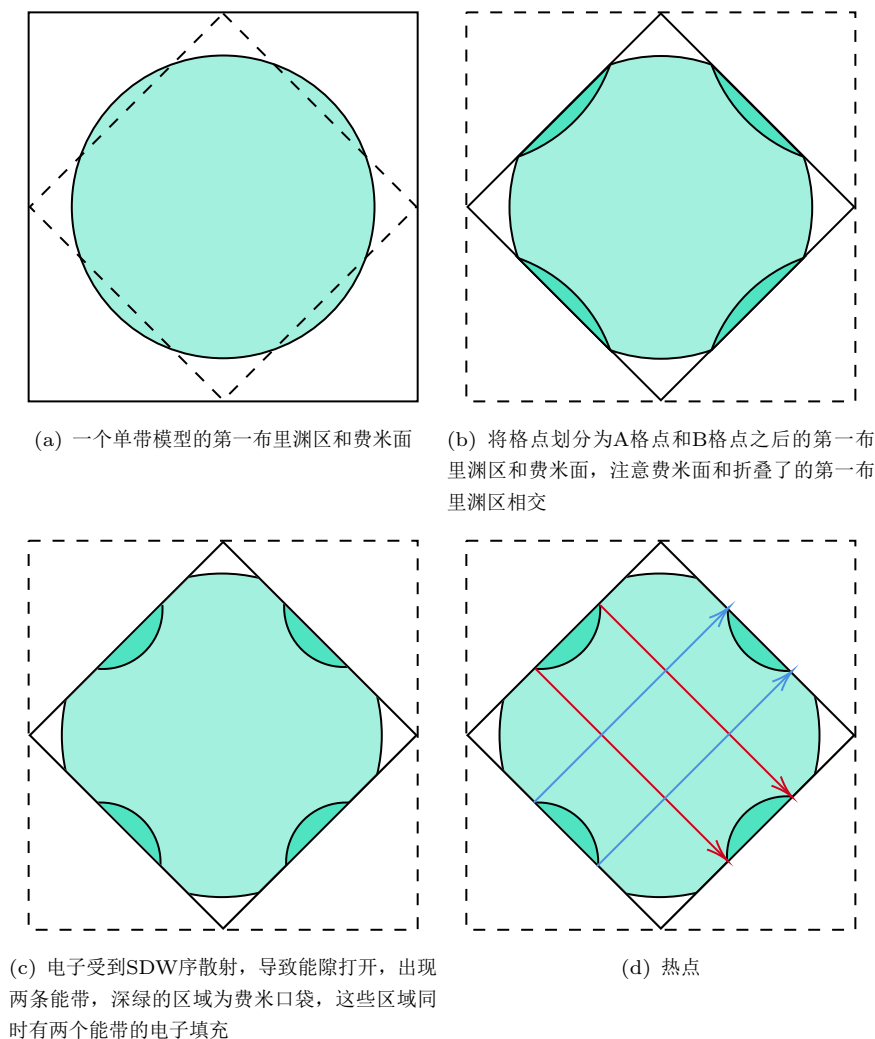 (a) 一个单带模型的第一布里渊区和费米面
(b) 将格点划分为A格点和B格点之后的第一布
里渊区和费米面，注意费米面和折叠了的第一布
里渊区相交
(c) 电子受到SDW序散射，导致能隙打开，出现
两条能带，深绿的区域为费米口袋，这些区域同
时有两个能带的电子填充
(d) 热点